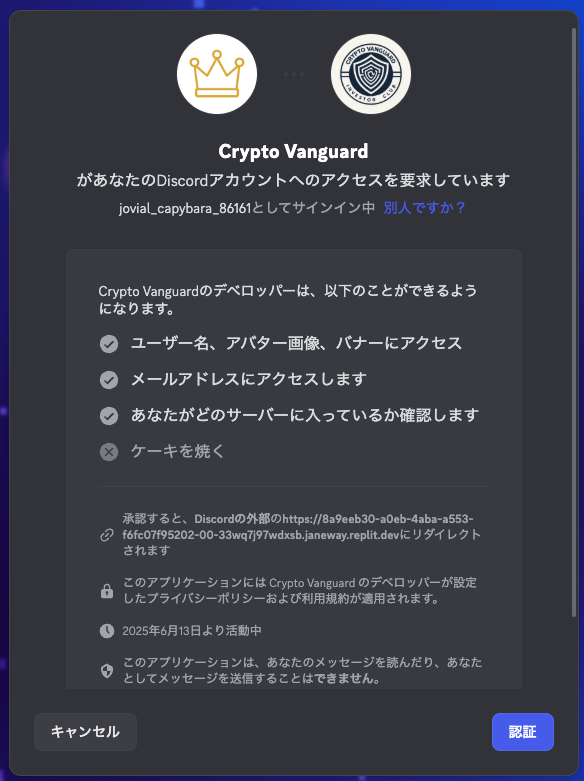 CRYPTO VANGUARD
INVESTOR CLUB
Crypto Vanguard
があなたのDiscordアカウントへのアクセスを要求しています
jovial_capybara_86161としてサインイン中 別人ですか？
Crypto Vanguardのデベロッパーは、以下のことができるよう
になります。
ユーザー名、アバター画像、バナーにアクセス
メールアドレスにアクセスします
あなたがどのサーバーに入っているか確認します
ケーキを焼く
承認すると、Discordの外部のhttps://8a9eeb30-a0eb-4aba-a553-
f6fc07f95202-00-33wq7j97wdxsb.janeway.replit.devにリダイレクト
されます
このアプリケーションには Crypto Vanguard のデベロッパーが設定
したプライバシーポリシーおよび利用規約が適用されます。
2025年6月13日より活動中
このアプリケーションは、あなたのメッセージを読んだり、あなた
としてメッセージを送信することはできません。
キャンセル
認証